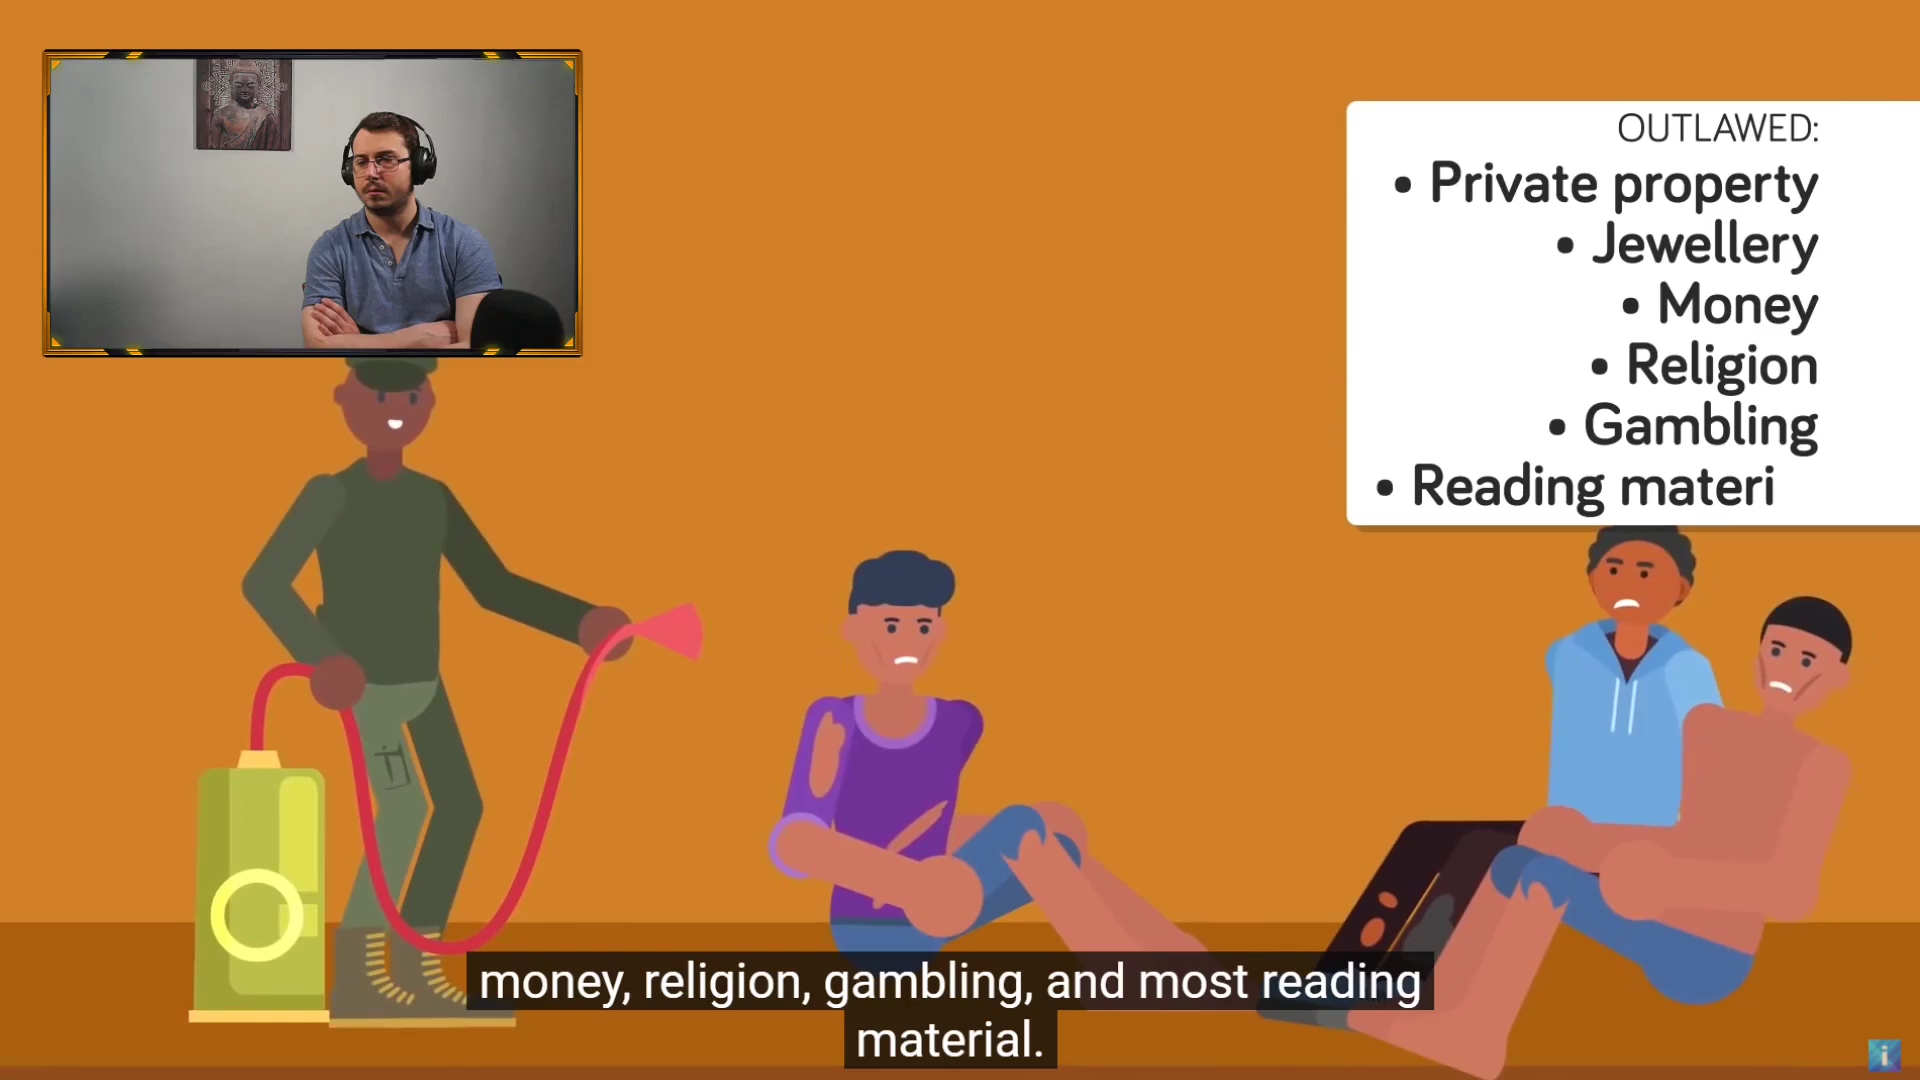 OUTLAWED:
• Private property
• Jewellery
• Money
• Religion
• Gambling
• Reading materi
money, religion, gambling, and most reading
material.